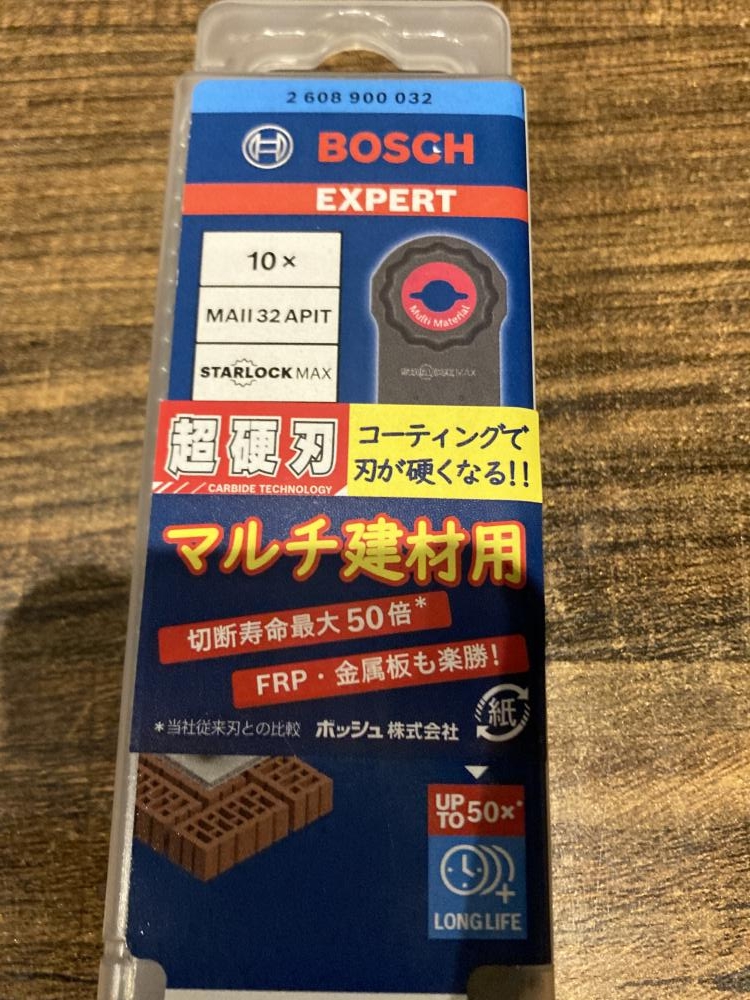 2 608 900 032
BOSCH
EXPERT
10×
MAII 32 APIT
STARLOCK MAX
Multi Material
STARLOCK MAX
超硬刃
CARBIDE TECHNOLOGY
コーティングで
刃が硬くなる!!
マルチ建材用
切断寿命最大50倍*
FRP・金属板も楽勝!
*当社従来刃との比較 ボッシュ株式会社
紙
UP TO 50×*
LONG LIFE